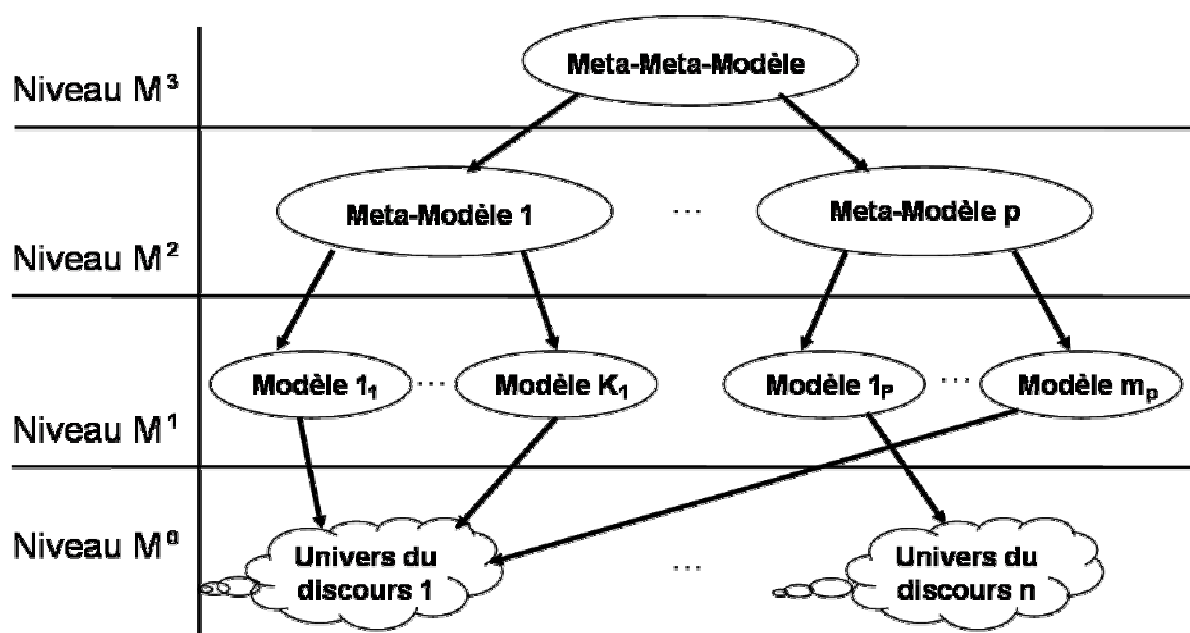 Meta-Meta-Modèle
Niveau M³
Meta-Modèle 1
...
Meta-Modèle p
Niveau M²
Modèle 1₁
...
Modèle K₁
Modèle 1ₚ
...
Modèle mₚ
Niveau M¹
Niveau M⁰
Univers du
discours 1
...
Univers du
discours n